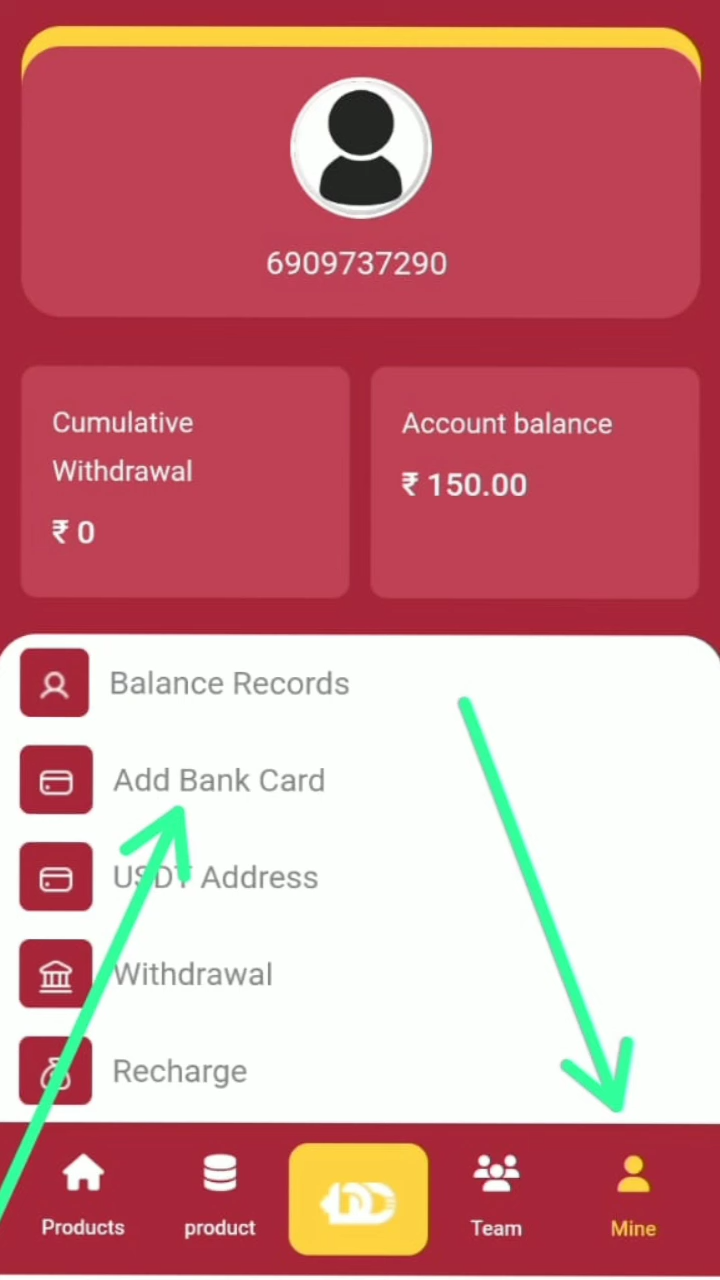 6909737290
Cumulative
Withdrawal
₹ 0
Account balance
₹ 150.00
Balance Records
Add Bank Card
USDT Address
Withdrawal
Recharge
Products
product
Team
Mine